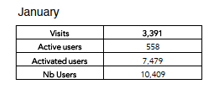 January
Visits 3,391
Active users 558
Activated users 7,479
Nb Users 10,409